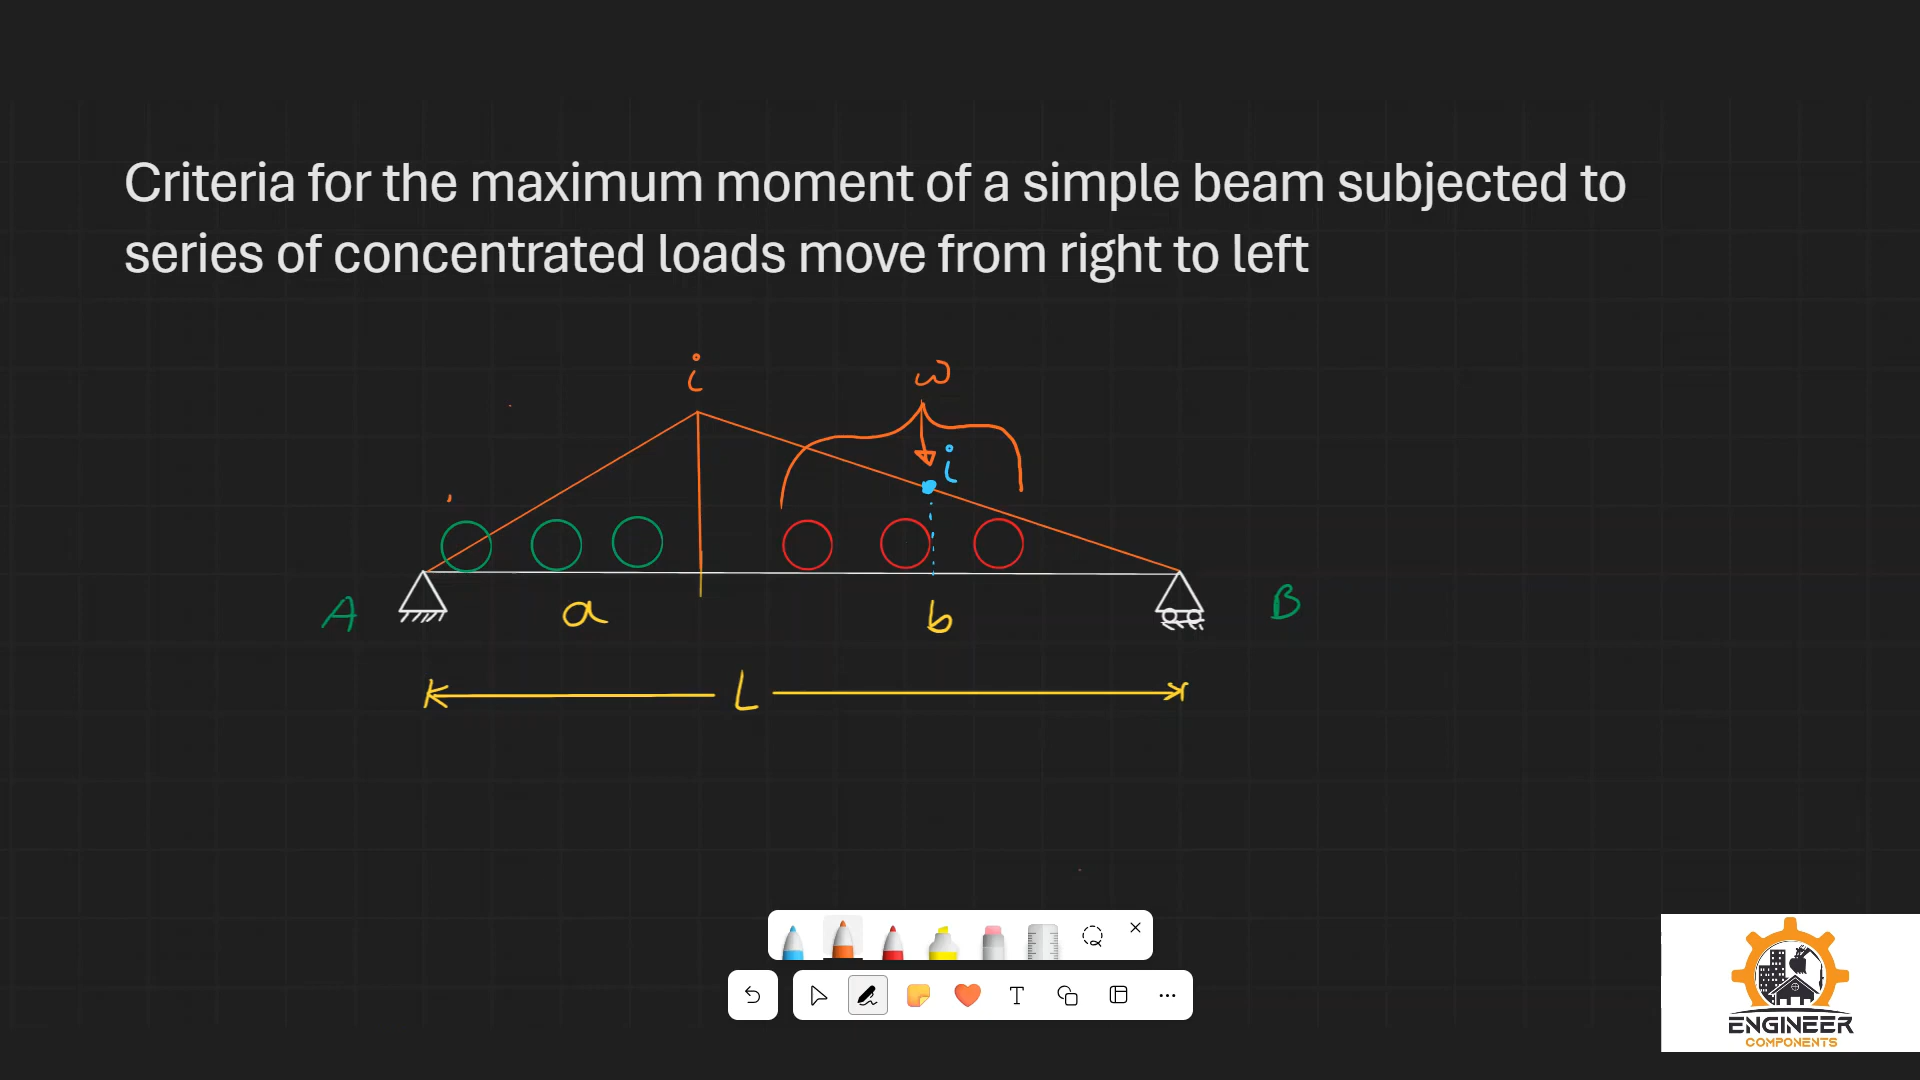 Criteria for the maximum moment of a simple beam subjected to
series of concentrated loads move from right to left
i
ω
i
A
a
b
B
L
T
ENGINEER
COMPONENTS